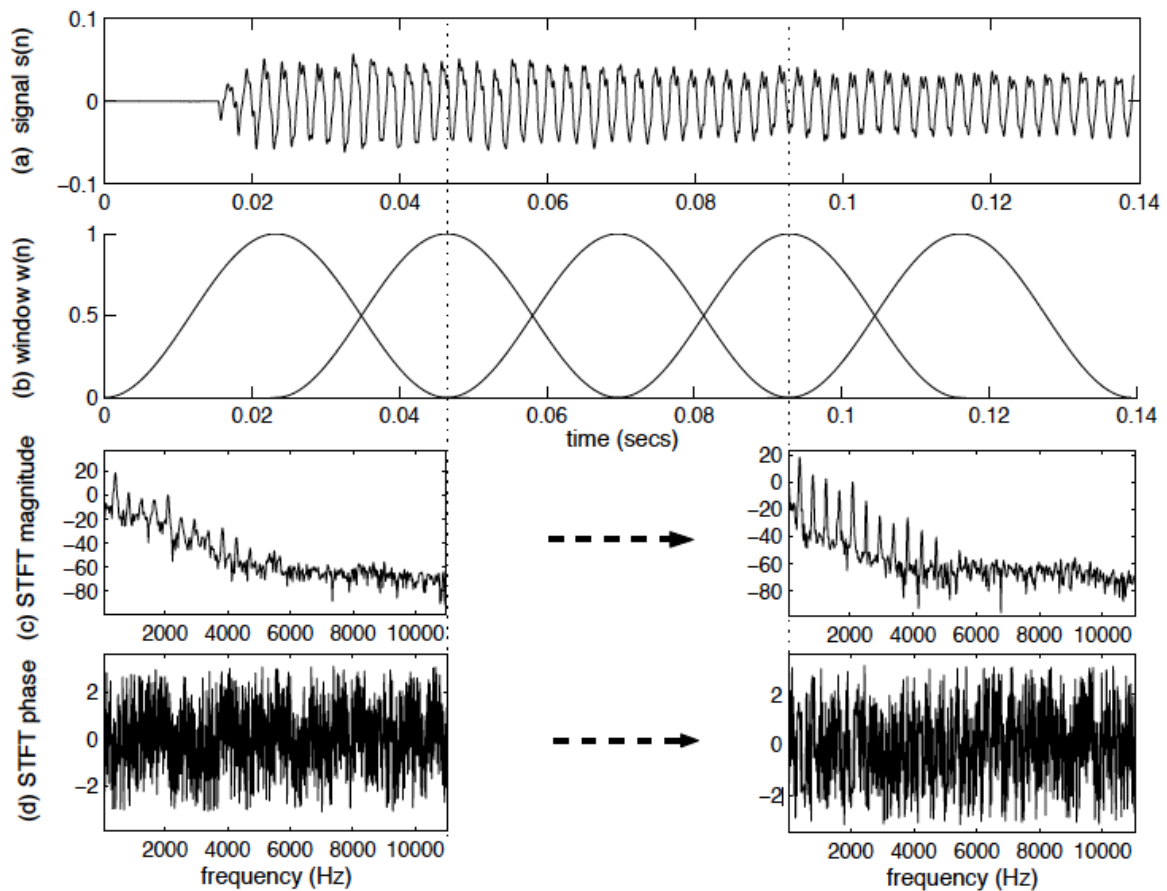 (a) signal s(n)
0.1
0
−0.1
0 0.02 0.04 0.06 0.08 0.1 0.12 0.14
(b) window w(n)
1
0.5
0
0 0.02 0.04 0.06 0.08 0.1 0.12 0.14
time (secs)
(c) STFT magnitude
20
0
−20
−40
−60
−80
2000 4000 6000 8000 10000
20
0
−20
−40
−60
−80
2000 4000 6000 8000 10000
(d) STFT phase
2
0
−2
2000 4000 6000 8000 10000
frequency (Hz)
2
0
−2
2000 4000 6000 8000 10000
frequency (Hz)